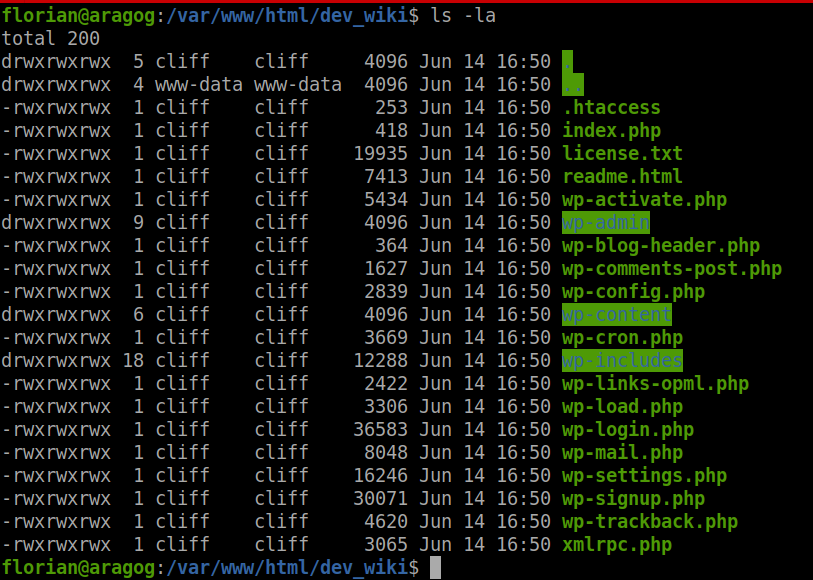 florian@aragog:/var/www/html/dev_wiki$ ls -la
total 200
drwxrwxrwx  5 cliff    cliff     4096 Jun 14 16:50 .
drwxrwxrwx  4 www-data www-data  4096 Jun 14 16:50 ..
-rwxrwxrwx  1 cliff    cliff      253 Jun 14 16:50 .htaccess
-rwxrwxrwx  1 cliff    cliff      418 Jun 14 16:50 index.php
-rwxrwxrwx  1 cliff    cliff    19935 Jun 14 16:50 license.txt
-rwxrwxrwx  1 cliff    cliff     7413 Jun 14 16:50 readme.html
-rwxrwxrwx  1 cliff    cliff     5434 Jun 14 16:50 wp-activate.php
drwxrwxrwx  9 cliff    cliff     4096 Jun 14 16:50 wp-admin
-rwxrwxrwx  1 cliff    cliff      364 Jun 14 16:50 wp-blog-header.php
-rwxrwxrwx  1 cliff    cliff     1627 Jun 14 16:50 wp-comments-post.php
-rwxrwxrwx  1 cliff    cliff     2839 Jun 14 16:50 wp-config.php
drwxrwxrwx  6 cliff    cliff     4096 Jun 14 16:50 wp-content
-rwxrwxrwx  1 cliff    cliff     3669 Jun 14 16:50 wp-cron.php
drwxrwxrwx 18 cliff    cliff    12288 Jun 14 16:50 wp-includes
-rwxrwxrwx  1 cliff    cliff     2422 Jun 14 16:50 wp-links-opml.php
-rwxrwxrwx  1 cliff    cliff     3306 Jun 14 16:50 wp-load.php
-rwxrwxrwx  1 cliff    cliff    36583 Jun 14 16:50 wp-login.php
-rwxrwxrwx  1 cliff    cliff     8048 Jun 14 16:50 wp-mail.php
-rwxrwxrwx  1 cliff    cliff    16246 Jun 14 16:50 wp-settings.php
-rwxrwxrwx  1 cliff    cliff    30071 Jun 14 16:50 wp-signup.php
-rwxrwxrwx  1 cliff    cliff     4620 Jun 14 16:50 wp-trackback.php
-rwxrwxrwx  1 cliff    cliff     3065 Jun 14 16:50 xmlrpc.php
florian@aragog:/var/www/html/dev_wiki$